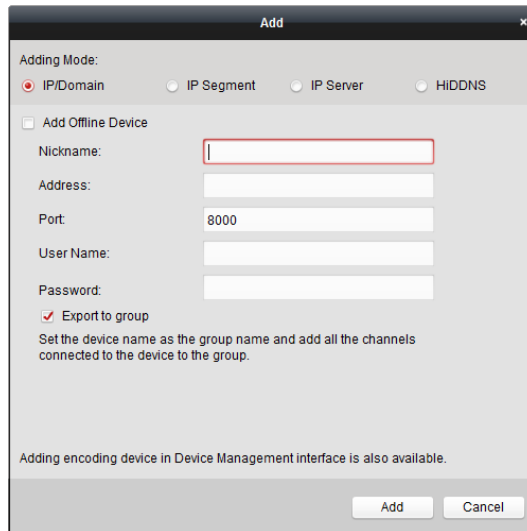 Add
×
Adding Mode:
IP/Domain IP Segment IP Server HiDDNS
Add Offline Device
Nickname:
Address:
Port: 8000
User Name:
Password:
Export to group
Set the device name as the group name and add all the channels
connected to the device to the group.
Adding encoding device in Device Management interface is also available.
Add Cancel